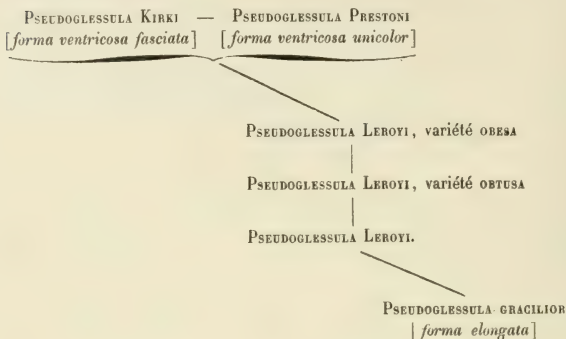 Pseudoglessula Kirki — Pseudoglessula Prestoni
[forma ventricosa fasciata] [forma ventricosa unicolor]
Pseudoglessula Leroyi, variété obesa
Pseudoglessula Leroyi, variété obtusa
Pseudoglessula Leroyi.
Pseudoglessula gracilior
[forma elongata]